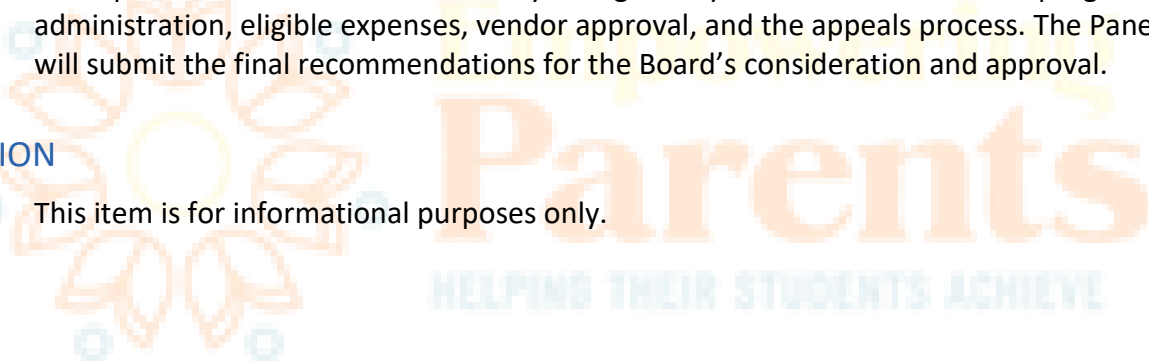 administration, eligible expenses, vendor approval, and the appeals process. The Pane
will submit the final recommendations for the Board’s consideration and approval.
Empowering
ION
Parents
This item is for informational purposes only.
HELPING THEIR STUDENTS ACHIEVE